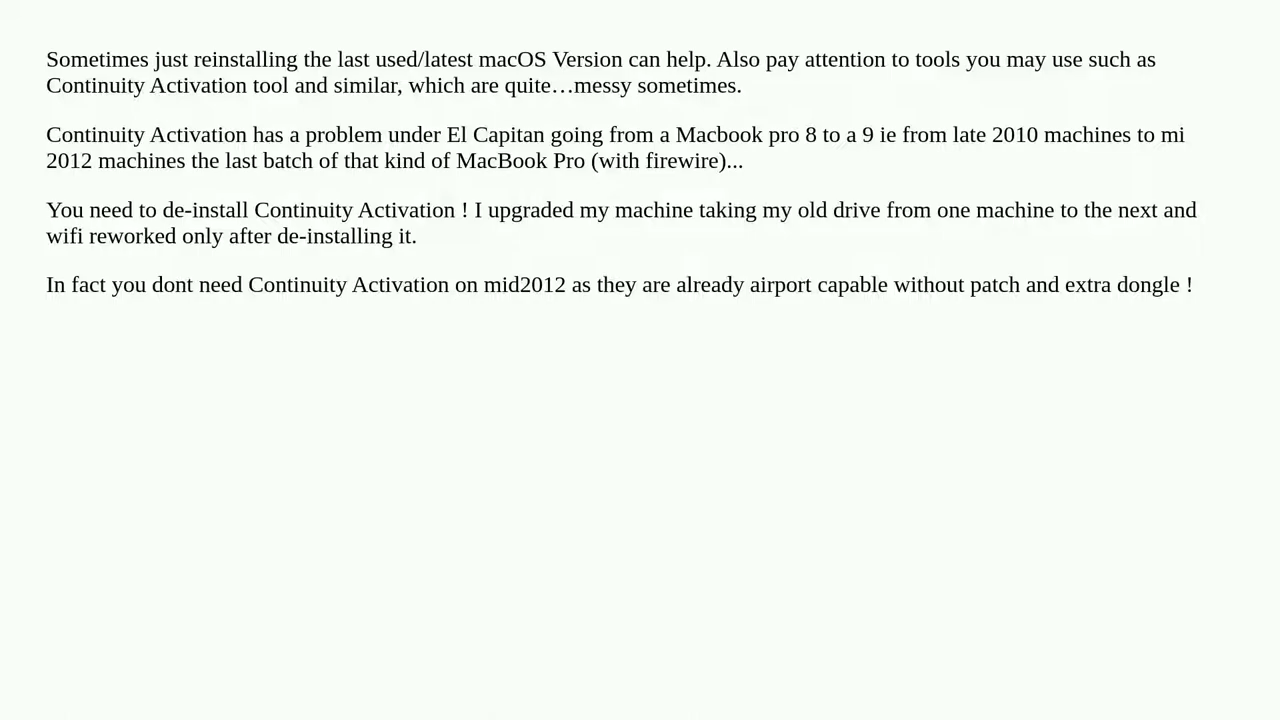 Sometimes just reinstalling the last used/latest macOS Version can help. Also pay attention to tools you may use such as
Continuity Activation tool and similar, which are quite…messy sometimes.
Continuity Activation has a problem under El Capitan going from a Macbook pro 8 to a 9 ie from late 2010 machines to mi
2012 machines the last batch of that kind of MacBook Pro (with firewire)...
You need to de-install Continuity Activation ! I upgraded my machine taking my old drive from one machine to the next and
wifi reworked only after de-installing it.
In fact you dont need Continuity Activation on mid2012 as they are already airport capable without patch and extra dongle !